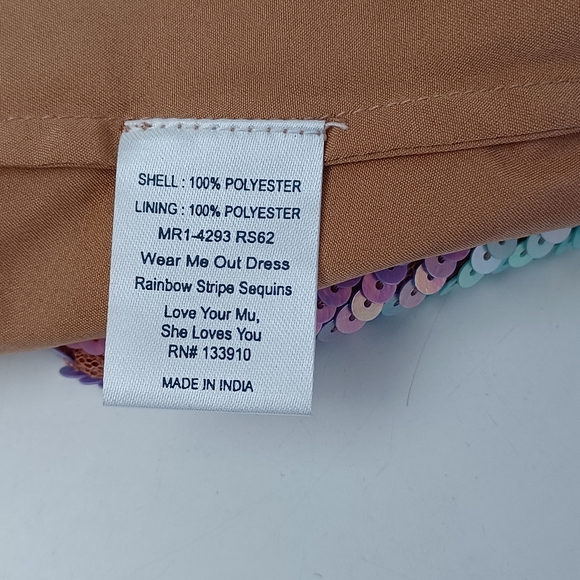 SHELL : 100% POLYESTER
LINING : 100% POLYESTER
MR1-4293 RS62
Wear Me Out Dress
Rainbow Stripe Sequins
Love Your Mu,
She Loves You
RN# 133910
MADE IN INDIA